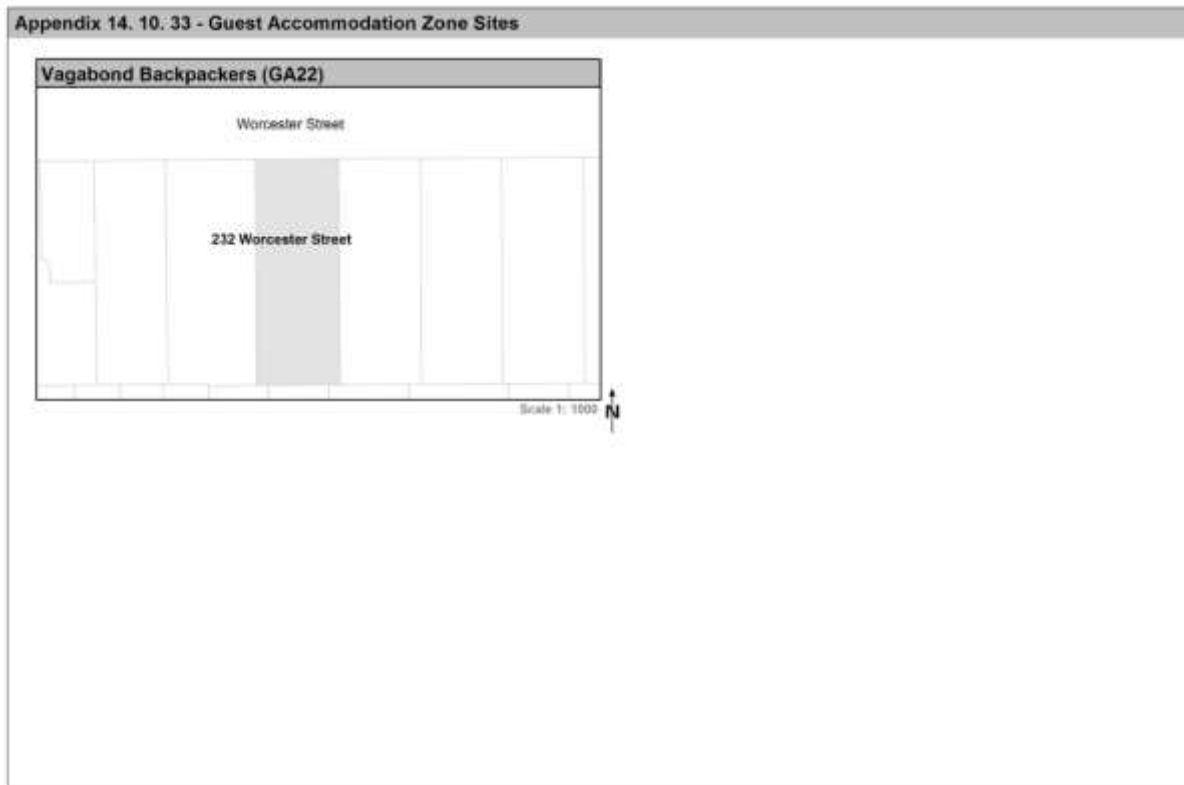 Appendix 14. 10. 33 - Guest Accommodation Zone Sites
Vagabond Backpackers (GA22)
Worcester Street
232 Worcester Street
Scale 1: 1000
N